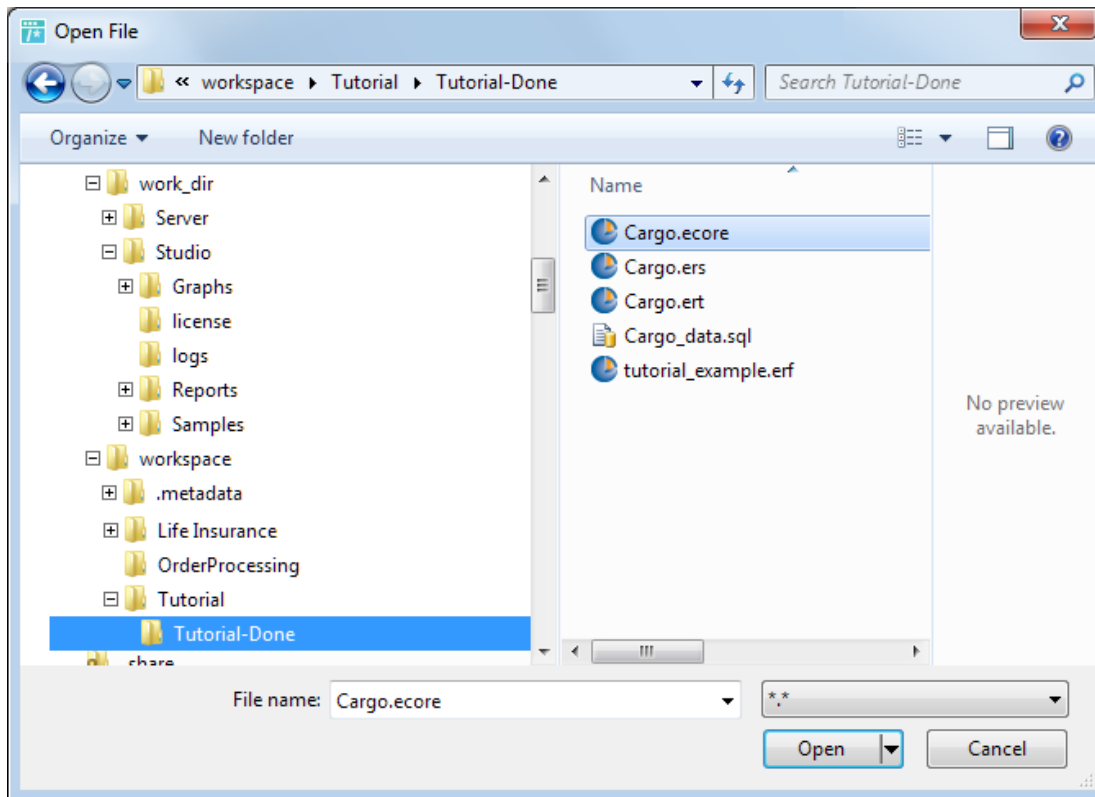 Open File
« workspace ▸ Tutorial ▸ Tutorial-Done
Search Tutorial-Done
Organize
New folder
work_dir
Server
Studio
Graphs
license
logs
Reports
Samples
workspace
.metadata
Life Insurance
OrderProcessing
Tutorial
Tutorial-Done
share
Name
Cargo.ecore
Cargo.ers
Cargo.ert
Cargo_data.sql
tutorial_example.erf
No preview
available.
File name: Cargo.ecore
*.*
Open
Cancel